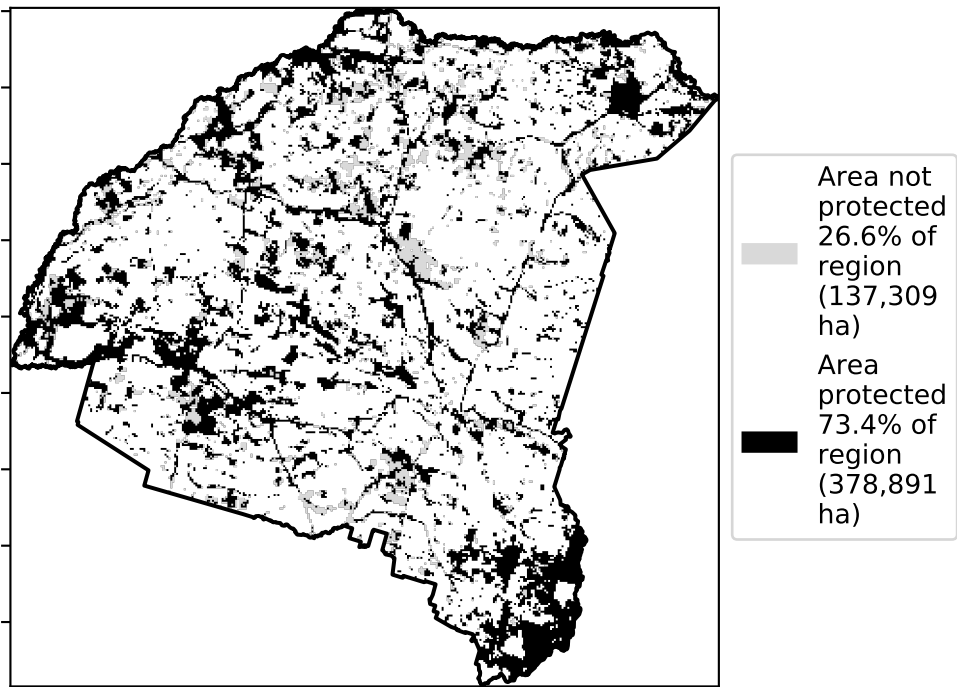 Area not
protected
26.6% of
region
(137,309
ha)
Area
protected
73.4% of
region
(378,891
ha)